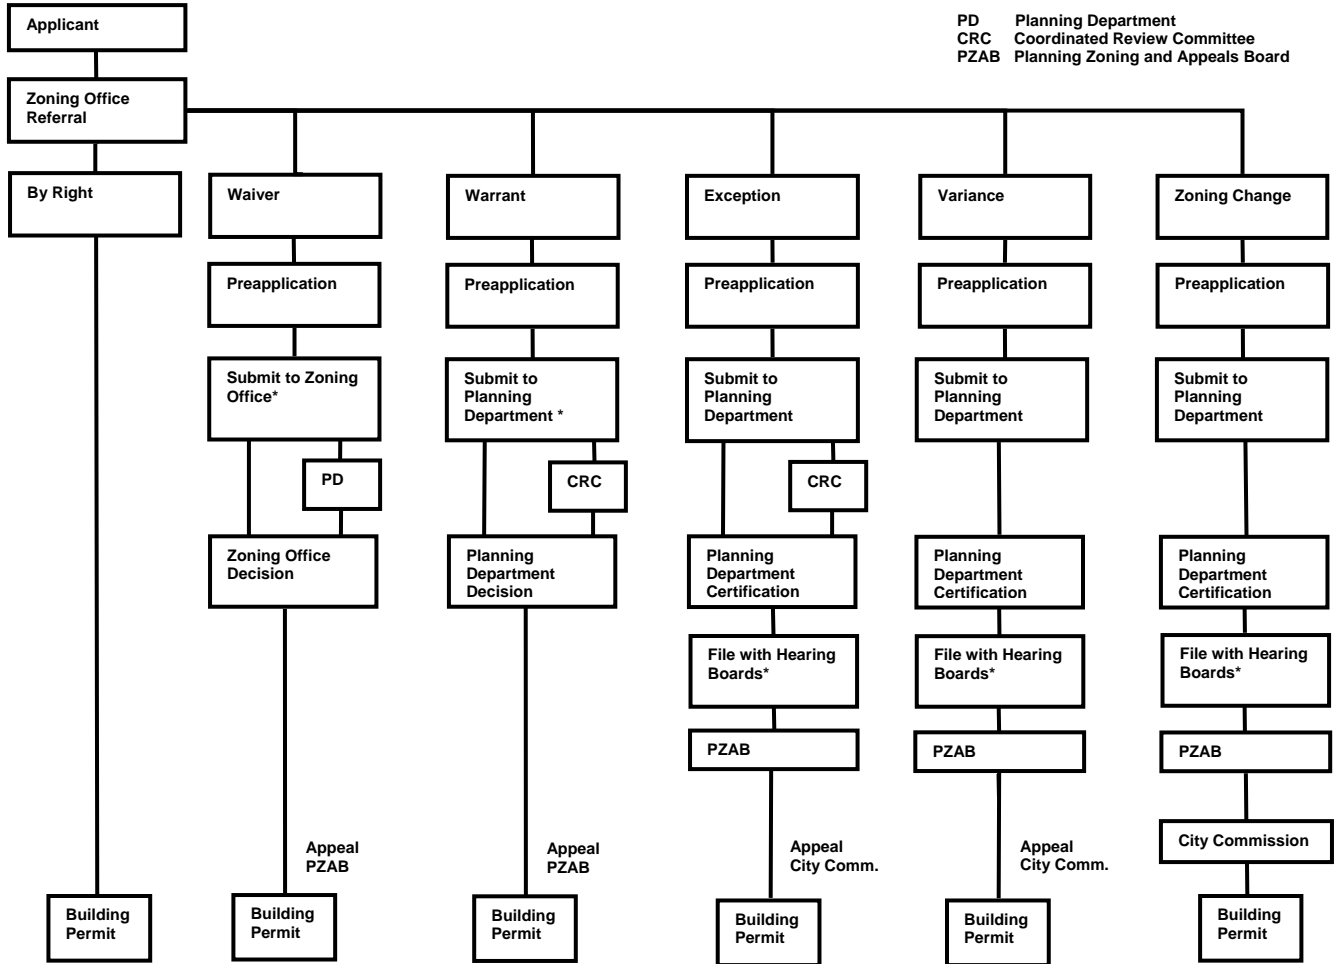 Applicant
PD Planning Department
CRC Coordinated Review Committee
PZAB Planning Zoning and Appeals Board
Zoning Office
Referral
By Right
Waiver
Warrant
Exception
Variance
Zoning Change
Preapplication
Preapplication
Preapplication
Preapplication
Preapplication
Submit to Zoning
Office*
Submit to
Planning
Department *
Submit to
Planning
Department
Submit to
Planning
Department
Submit to
Planning
Department
PD
CRC
CRC
Zoning Office
Decision
Planning
Department
Decision
Planning
Department
Certification
Planning
Department
Certification
Planning
Department
Certification
File with Hearing
Boards*
File with Hearing
Boards*
File with Hearing
Boards*
PZAB
PZAB
PZAB
Appeal
PZAB
Appeal
PZAB
Appeal
City Comm.
Appeal
City Comm.
City Commission
Building
Permit
Building
Permit
Building
Permit
Building
Permit
Building
Permit
Building
Permit